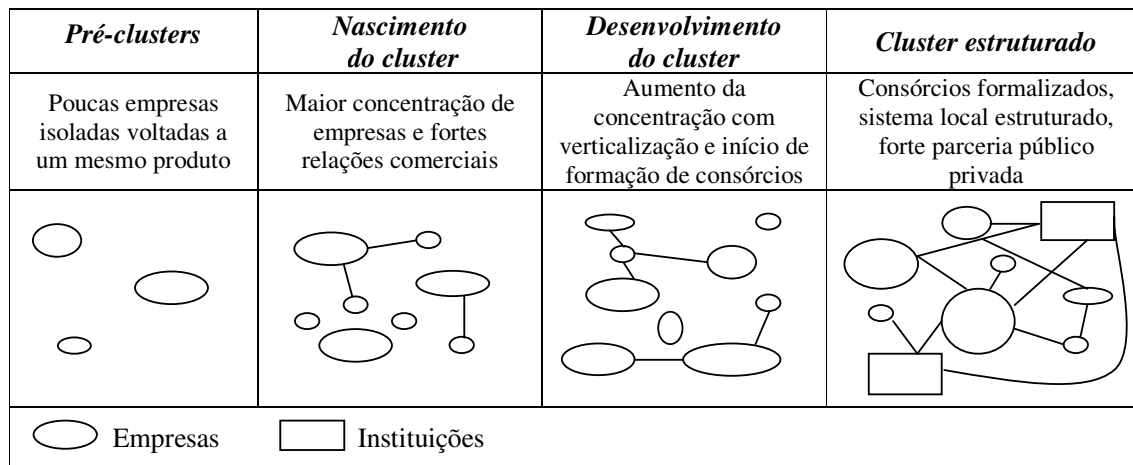 Pré-clusters
Nascimento
do cluster
Desenvolvimento
do cluster
Cluster estruturado
Poucas empresas
isoladas voltadas a
um mesmo produto
Maior concentração de
empresas e fortes
relações comerciais
Aumento da
concentração com
verticalização e início de
formação de consórcios
Consórcios formalizados,
sistema local estruturado,
forte parceria público
privada
Empresas
Instituições